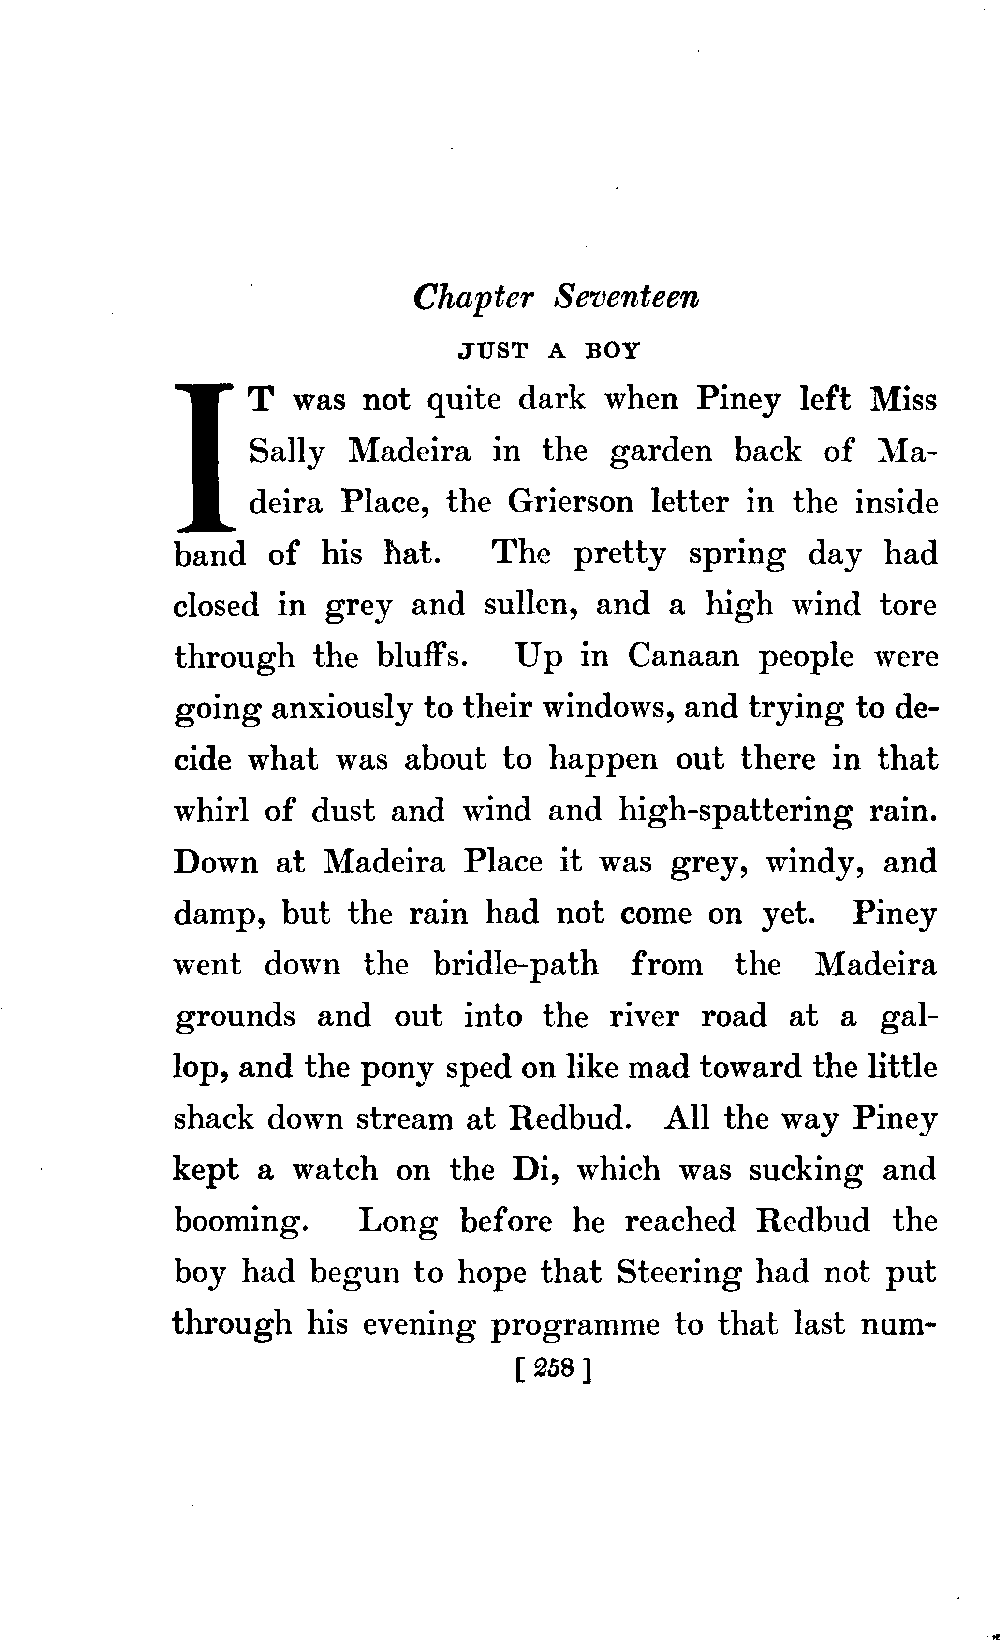 Chapter Seventeen
JUST A BOY
IT was not quite dark when Piney left Miss
Sally Madeira in the garden back of Ma-
deira Place, the Grierson letter in the inside
band of his hat. The pretty spring day had
closed in grey and sullen, and a high wind tore
through the bluffs. Up in Canaan people were
going anxiously to their windows, and trying to de-
cide what was about to happen out there in that
whirl of dust and wind and high-spattering rain.
Down at Madeira Place it was grey, windy, and
damp, but the rain had not come on yet. Piney
went down the bridle-path from the Madeira
grounds and out into the river road at a gal-
lop, and the pony sped on like mad toward the little
shack down stream at Redbud. All the way Piney
kept a watch on the Di, which was sucking and
booming. Long before he reached Redbud the
boy had begun to hope that Steering had not put
through his evening programme to that last num-
[ 258 ]